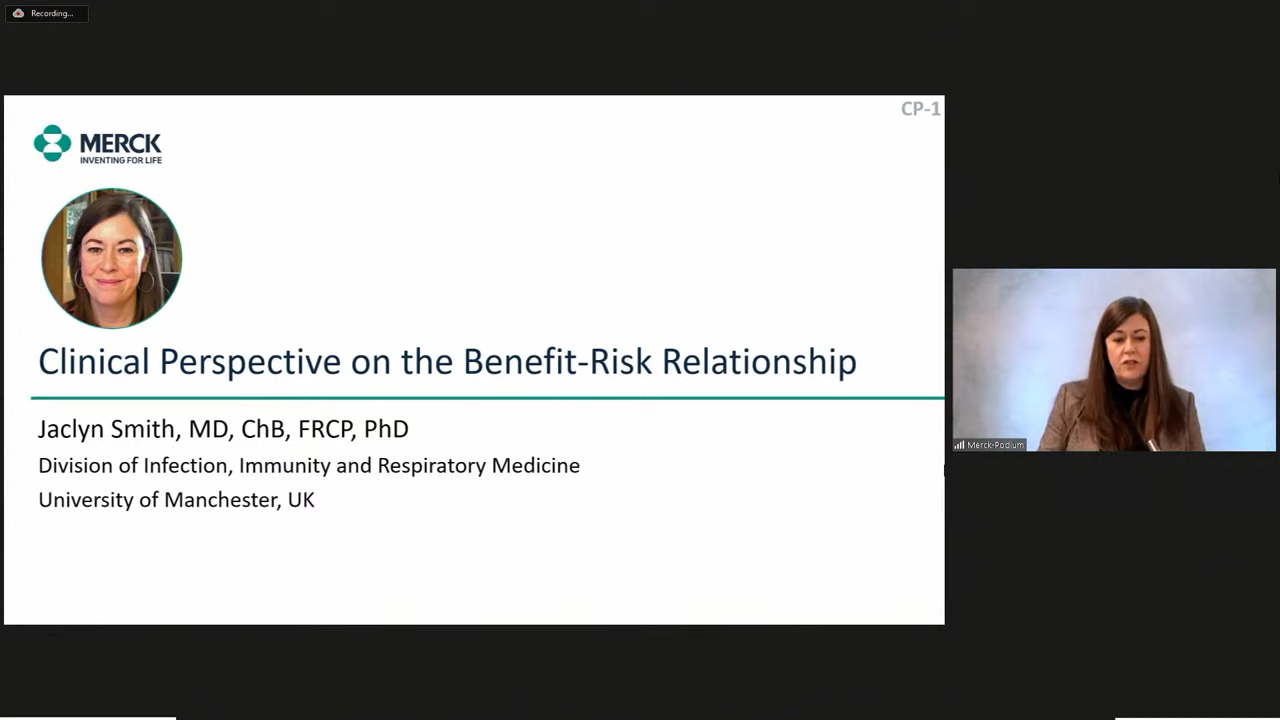 Recording...
CP-1
MERCK
INVENTING FOR LIFE
Clinical Perspective on the Benefit-Risk Relationship
Jaclyn Smith, MD, ChB, FRCP, PhD
Division of Infection, Immunity and Respiratory Medicine
University of Manchester, UK
Merck-Podium